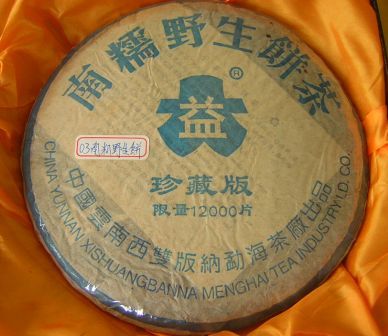 南糯野生餅茶
®
益
03南糯野生餅
珍藏版
限量12000片
中國雲南西雙版納勐海茶廠出品
CHINA YUNNAN XISHUANGBANNA MENGHAI TEA INDUSTRY LD. CO.